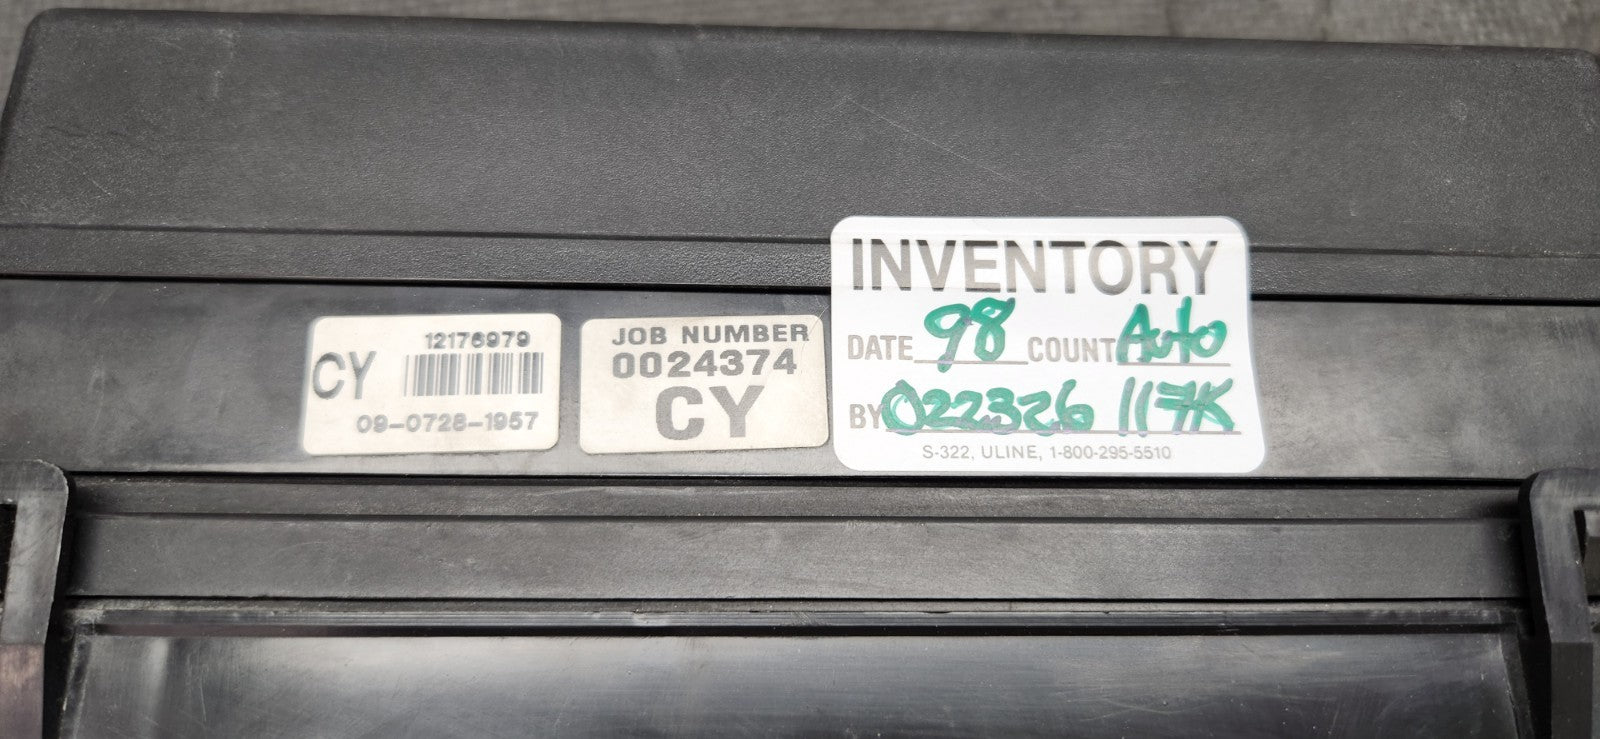 12176979
CY
09-0728-1957
JOB NUMBER
0024374
CY
INVENTORY
DATE 98 COUNT Auto
BY 022326 117K
S-322, ULINE, 1-800-295-5510